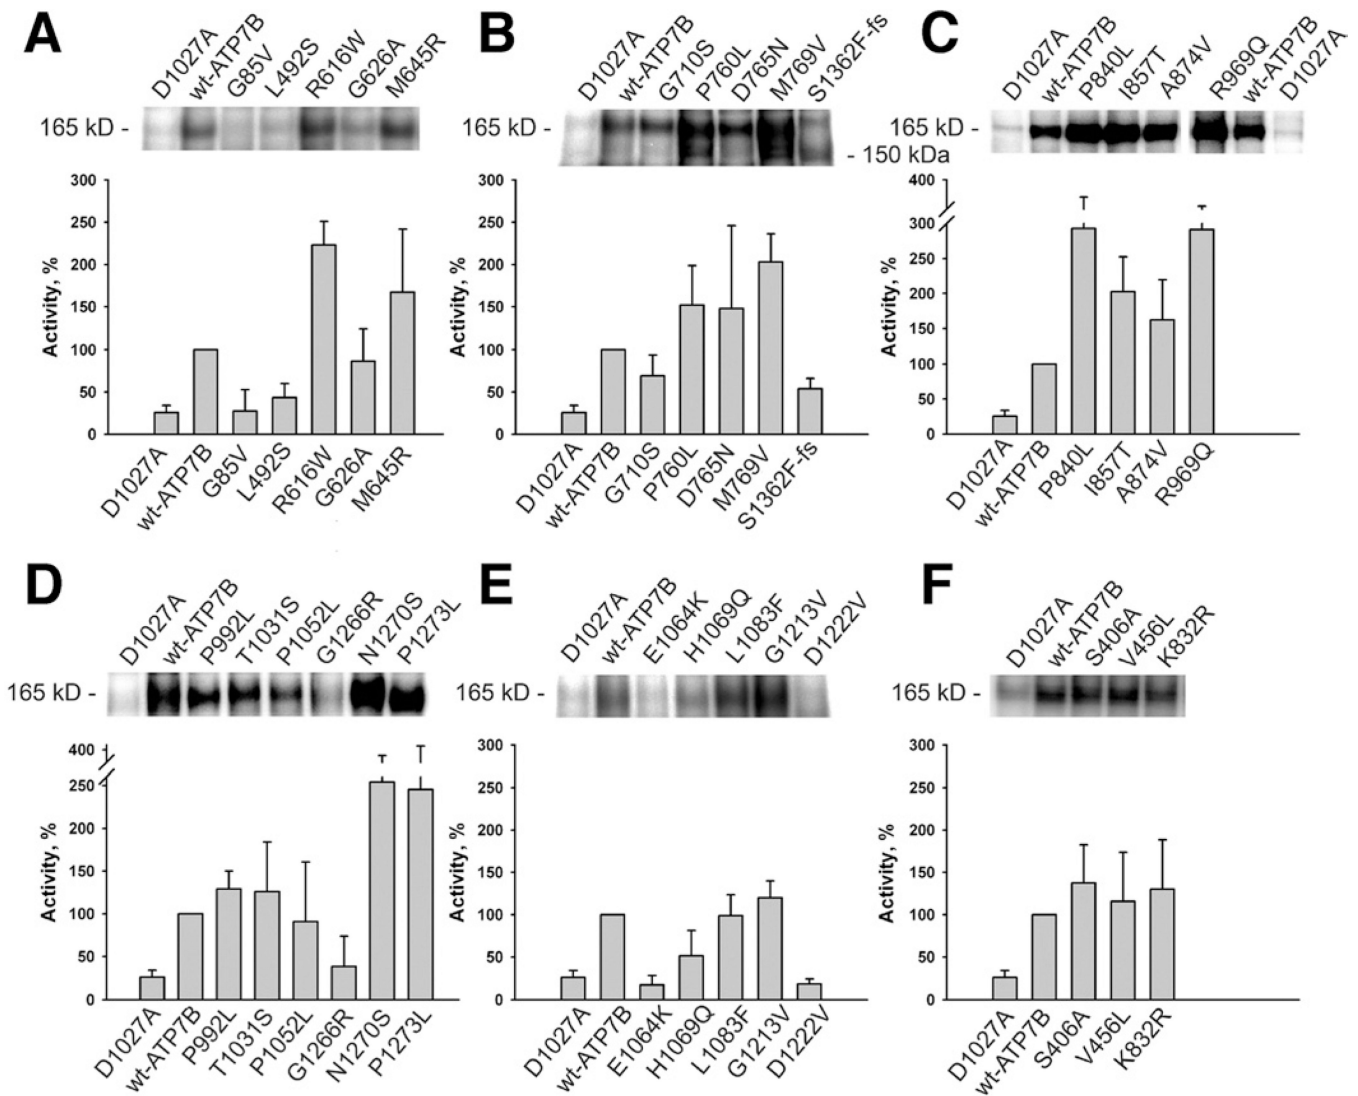 A
D1027A
wt-ATP7B
G85V
L492S
R616W
G626A
M645R
165 kD -
300
250
200
150
100
50
0
Activity, %
D1027A
wt-ATP7B
G85V
L492S
R616W
G626A
M645R
B
D1027A
wt-ATP7B
G710S
P760L
D765N
M769V
S1362F-fs
165 kD -
- 150 kDa
300
250
200
150
100
50
0
Activity, %
D1027A
wt-ATP7B
G710S
P760L
D765N
M769V
S1362F-fs
C
D1027A
wt-ATP7B
P840L
I857T
A874V
R969Q
wt-ATP7B
D1027A
165 kD -
400
300
250
200
150
100
50
0
Activity, %
D1027A
wt-ATP7B
P840L
I857T
A874V
R969Q
D
D1027A
wt-ATP7B
P992L
T1031S
P1052L
G1266R
N1270S
P1273L
165 kD -
400
250
200
150
100
50
0
Activity, %
D1027A
wt-ATP7B
P992L
T1031S
P1052L
G1266R
N1270S
P1273L
E
D1027A
wt-ATP7B
E1064K
H1069Q
L1083F
G1213V
D1222V
165 kD -
300
250
200
150
100
50
0
Activity, %
D1027A
wt-ATP7B
E1064K
H1069Q
L1083F
G1213V
D1222V
F
D1027A
wt-ATP7B
S406A
V456L
K832R
165 kD -
300
250
200
150
100
50
0
Activity, %
D1027A
wt-ATP7B
S406A
V456L
K832R